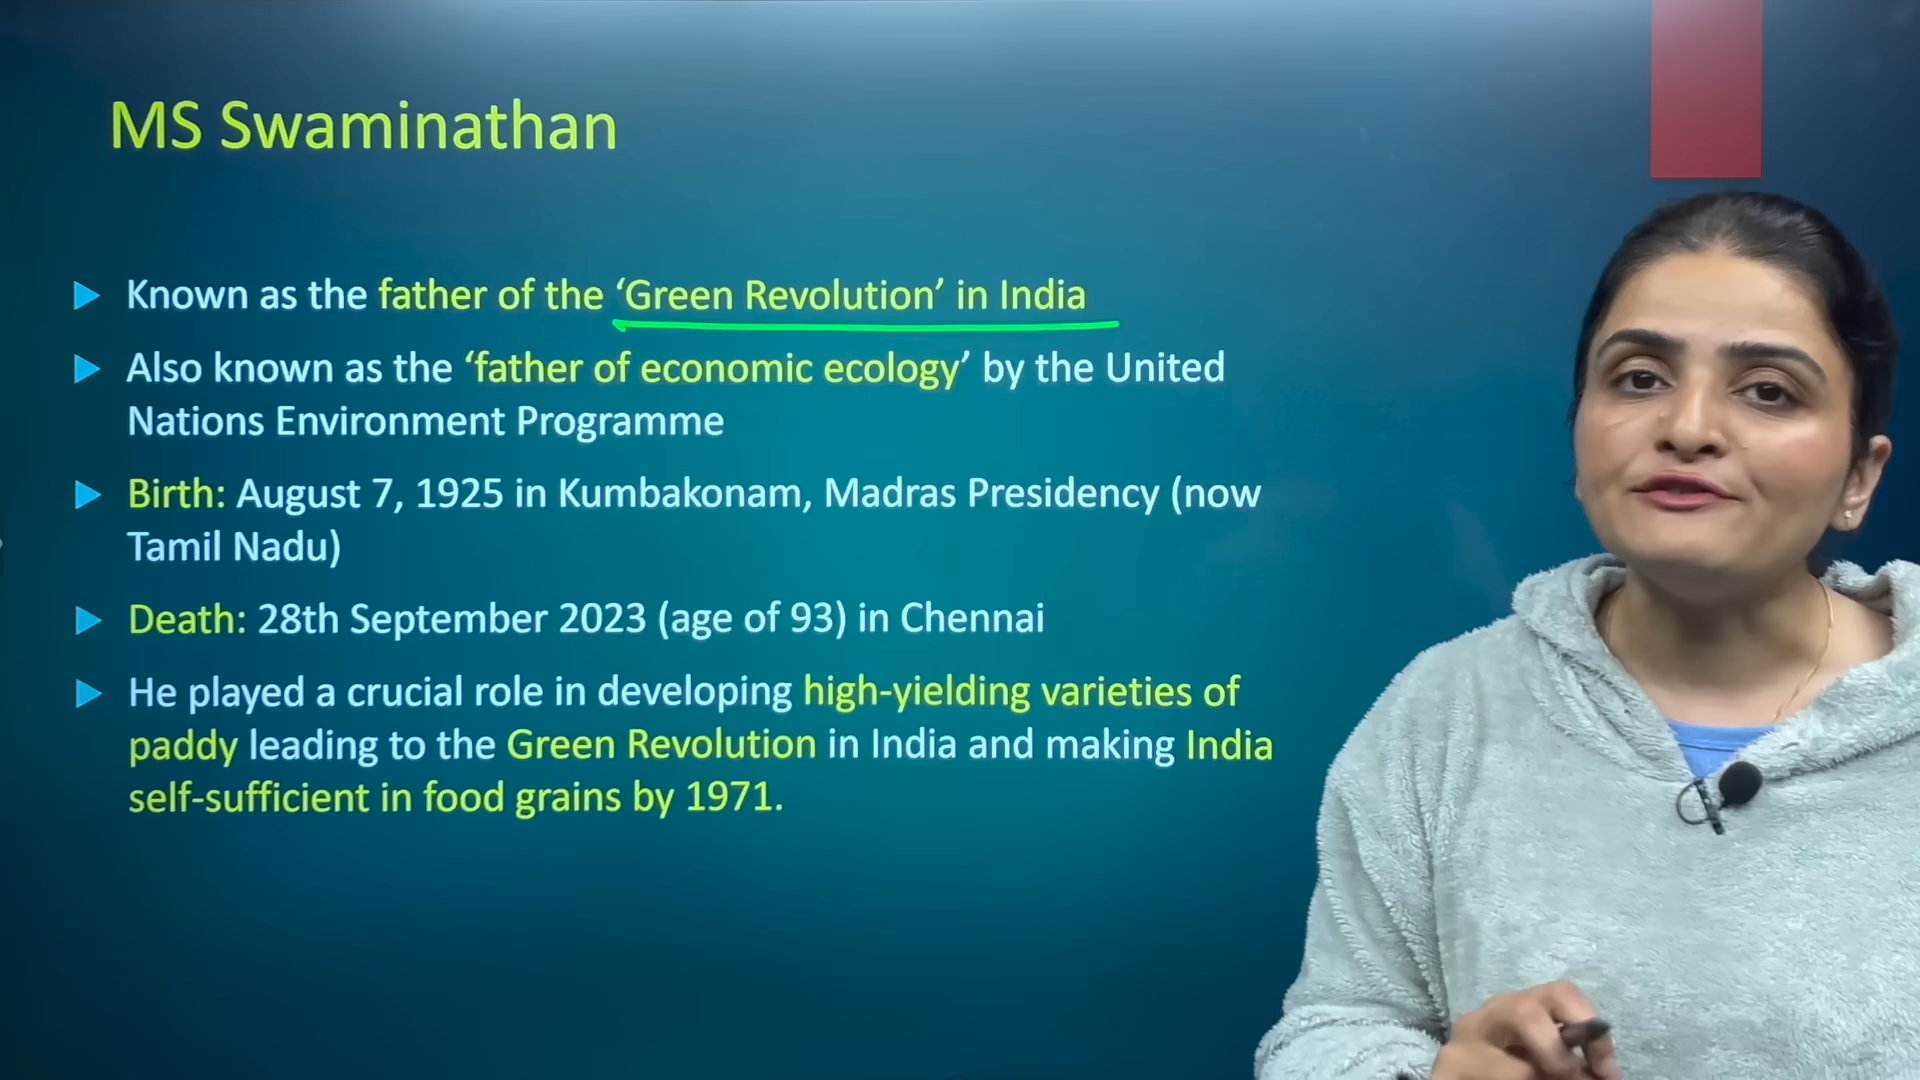 MS Swaminathan
Known as the father of the ‘Green Revolution’ in India
Also known as the ‘father of economic ecology’ by the United
Nations Environment Programme
Birth: August 7, 1925 in Kumbakonam, Madras Presidency (now
Tamil Nadu)
Death: 28th September 2023 (age of 93) in Chennai
He played a crucial role in developing high-yielding varieties of
paddy leading to the Green Revolution in India and making India
self-sufficient in food grains by 1971.